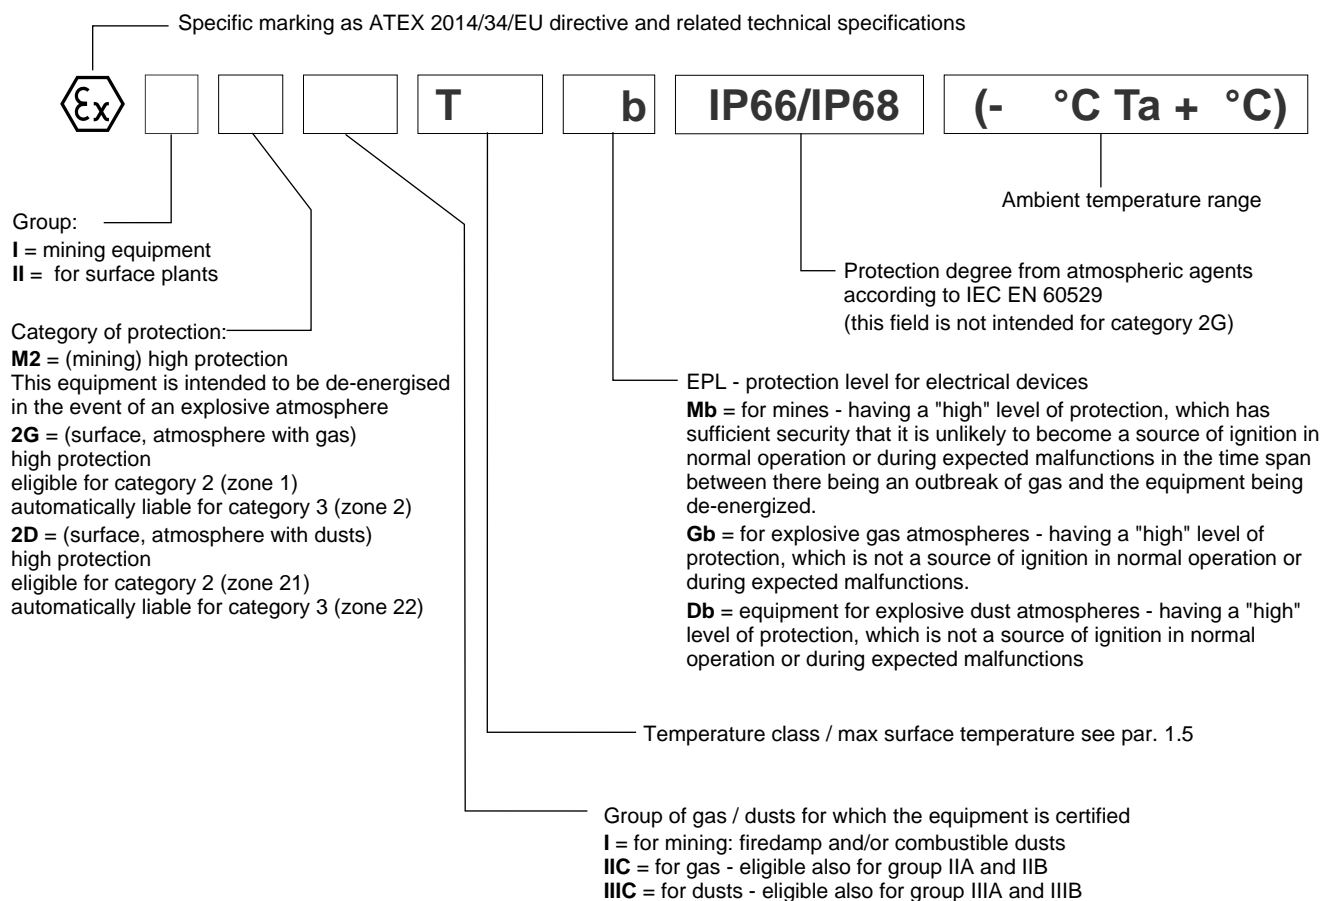 Specific marking as ATEX 2014/34/EU directive and related technical specifications
Ex T b IP66/IP68 (- °C Ta + °C)
Ambient temperature range
Group:
I = mining equipment
II = for surface plants
Protection degree from atmospheric agents
according to IEC EN 60529
(this field is not intended for category 2G)
Category of protection:
M2 = (mining) high protection
This equipment is intended to be de-energised
in the event of an explosive atmosphere
2G = (surface, atmosphere with gas)
high protection
eligible for category 2 (zone 1)
automatically liable for category 3 (zone 2)
2D = (surface, atmosphere with dusts)
high protection
eligible for category 2 (zone 21)
automatically liable for category 3 (zone 22)
EPL - protection level for electrical devices
Mb = for mines - having a "high" level of protection, which has
sufficient security that it is unlikely to become a source of ignition in
normal operation or during expected malfunctions in the time span
between there being an outbreak of gas and the equipment being
de-energized.
Gb = for explosive gas atmospheres - having a "high" level of
protection, which is not a source of ignition in normal operation or
during expected malfunctions.
Db = equipment for explosive dust atmospheres - having a "high"
level of protection, which is not a source of ignition in normal
operation or during expected malfunctions
Temperature class / max surface temperature see par. 1.5
Group of gas / dusts for which the equipment is certified
I = for mining: firedamp and/or combustible dusts
IIC = for gas - eligible also for group IIA and IIB
IIIC = for dusts - eligible also for group IIIA and IIIB